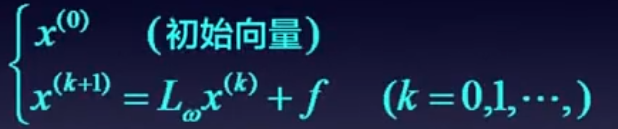 x^(0) (初始向量)
x^(k+1) = L_ω x^(k) + f (k = 0,1,⋯,)